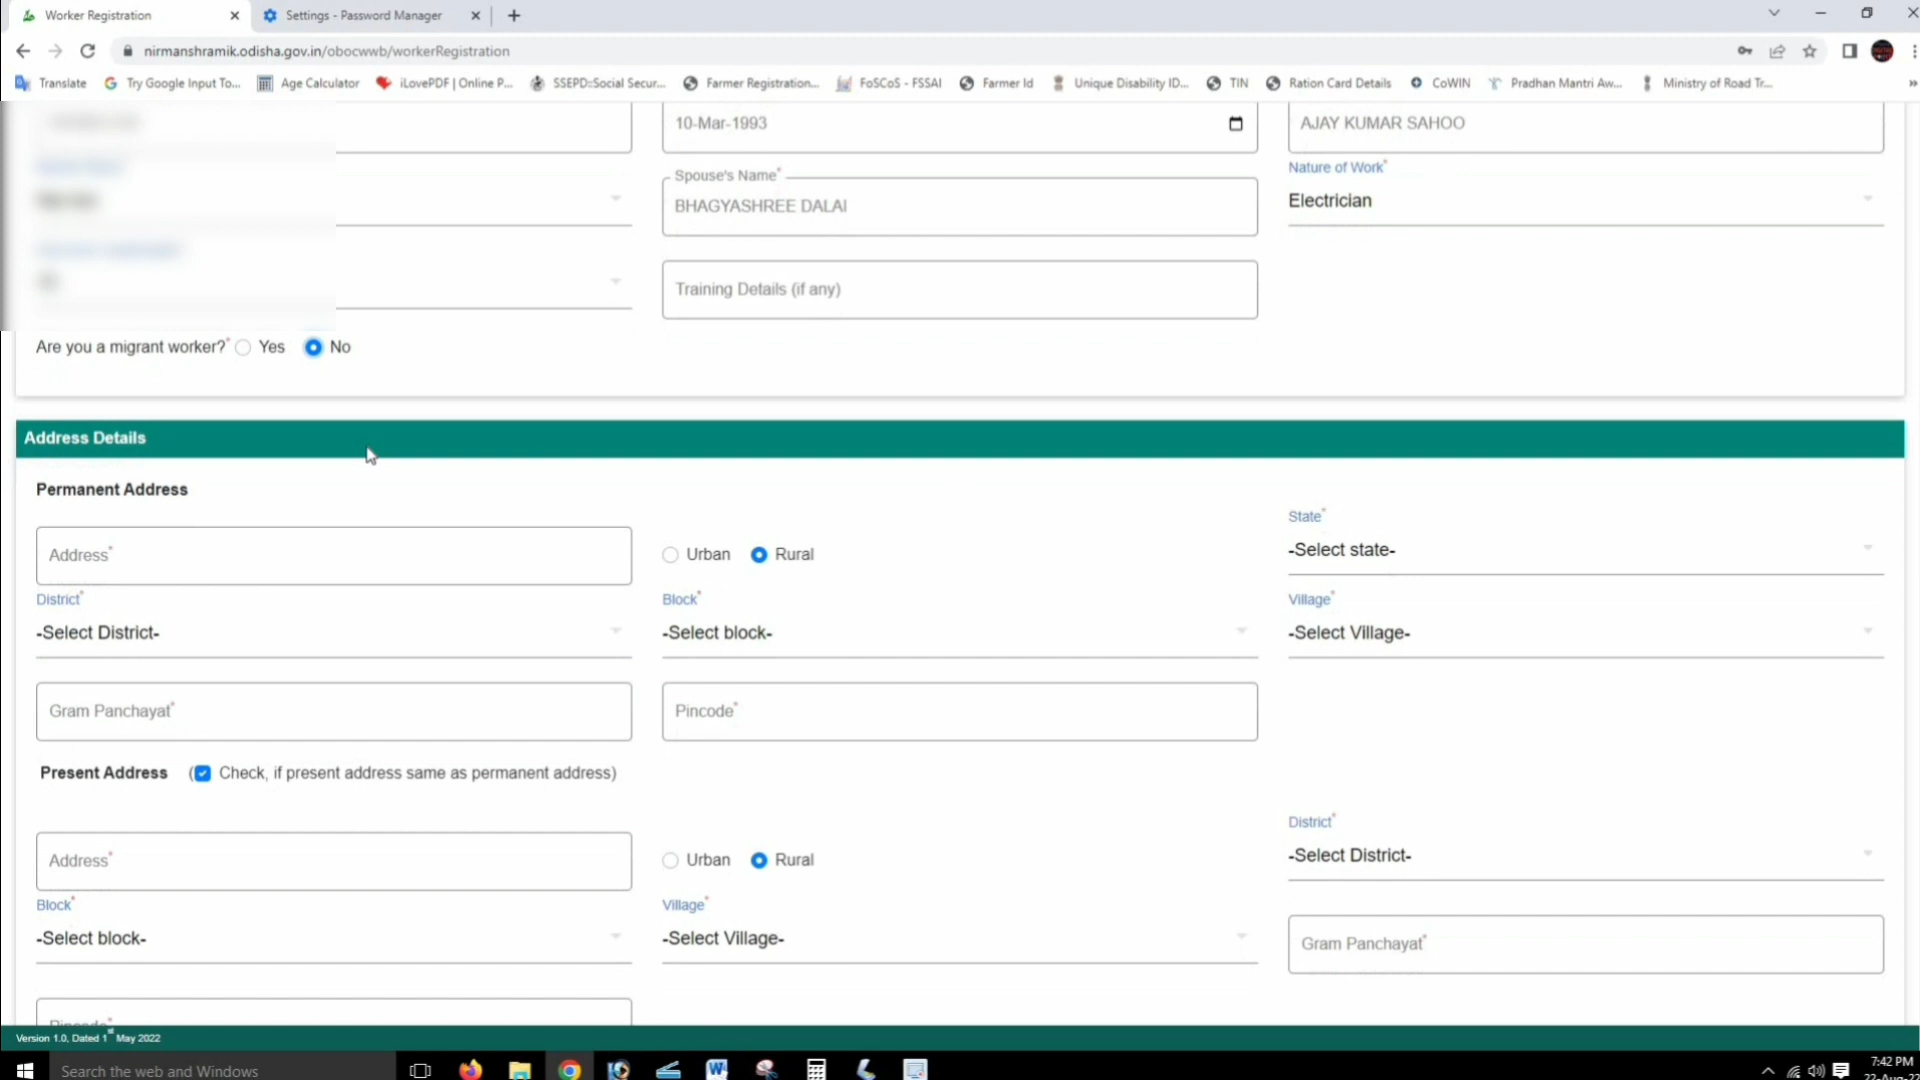 Worker Registration
Settings - Password Manager
nirmanshramik.odisha.gov.in/obocwwb/workerRegistration
Translate
Try Google Input To...
Age Calculator
iLovePDF | Online P...
SSEPD::Social Secur...
Farmer Registration...
FoSCoS - FSSAI
Farmer Id
Unique Disability ID...
TIN
Ration Card Details
CoWIN
Pradhan Mantri Aw...
Ministry of Road Tr...
»
10-Mar-1993
AJAY KUMAR SAHOO
Spouse's Name*
BHAGYASHREE DALAI
Nature of Work*
Electrician
Training Details (if any)
Are you a migrant worker?* Yes No
Address Details
Permanent Address
Address*
Urban Rural
State*
-Select state-
District*
-Select District-
Block*
-Select block-
Village*
-Select Village-
Gram Panchayat*
Pincode*
Present Address (Check, if present address same as permanent address)
Address*
Urban Rural
District*
-Select District-
Block*
-Select block-
Village*
-Select Village-
Gram Panchayat*
Pincode*
Version 1.0, Dated 1st May 2022
Search the web and Windows
7:42 PM